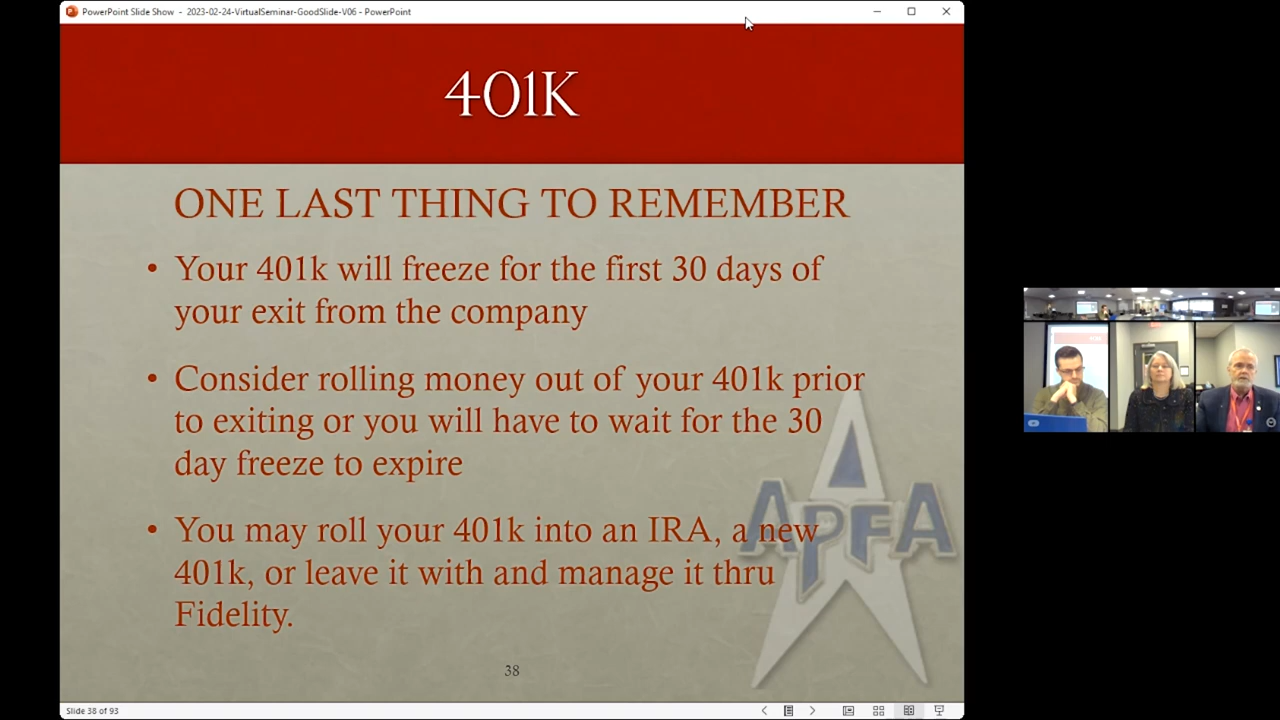 PowerPoint Slide Show - 2023-02-24-VirtualSeminar-GoodSlide-V06 - PowerPoint
401K
ONE LAST THING TO REMEMBER
• Your 401k will freeze for the first 30 days of
your exit from the company
• Consider rolling money out of your 401k prior
to exiting or you will have to wait for the 30
day freeze to expire
• You may roll your 401k into an IRA, a new
401k, or leave it with and manage it thru
Fidelity.
APFA
38
Slide 38 of 93